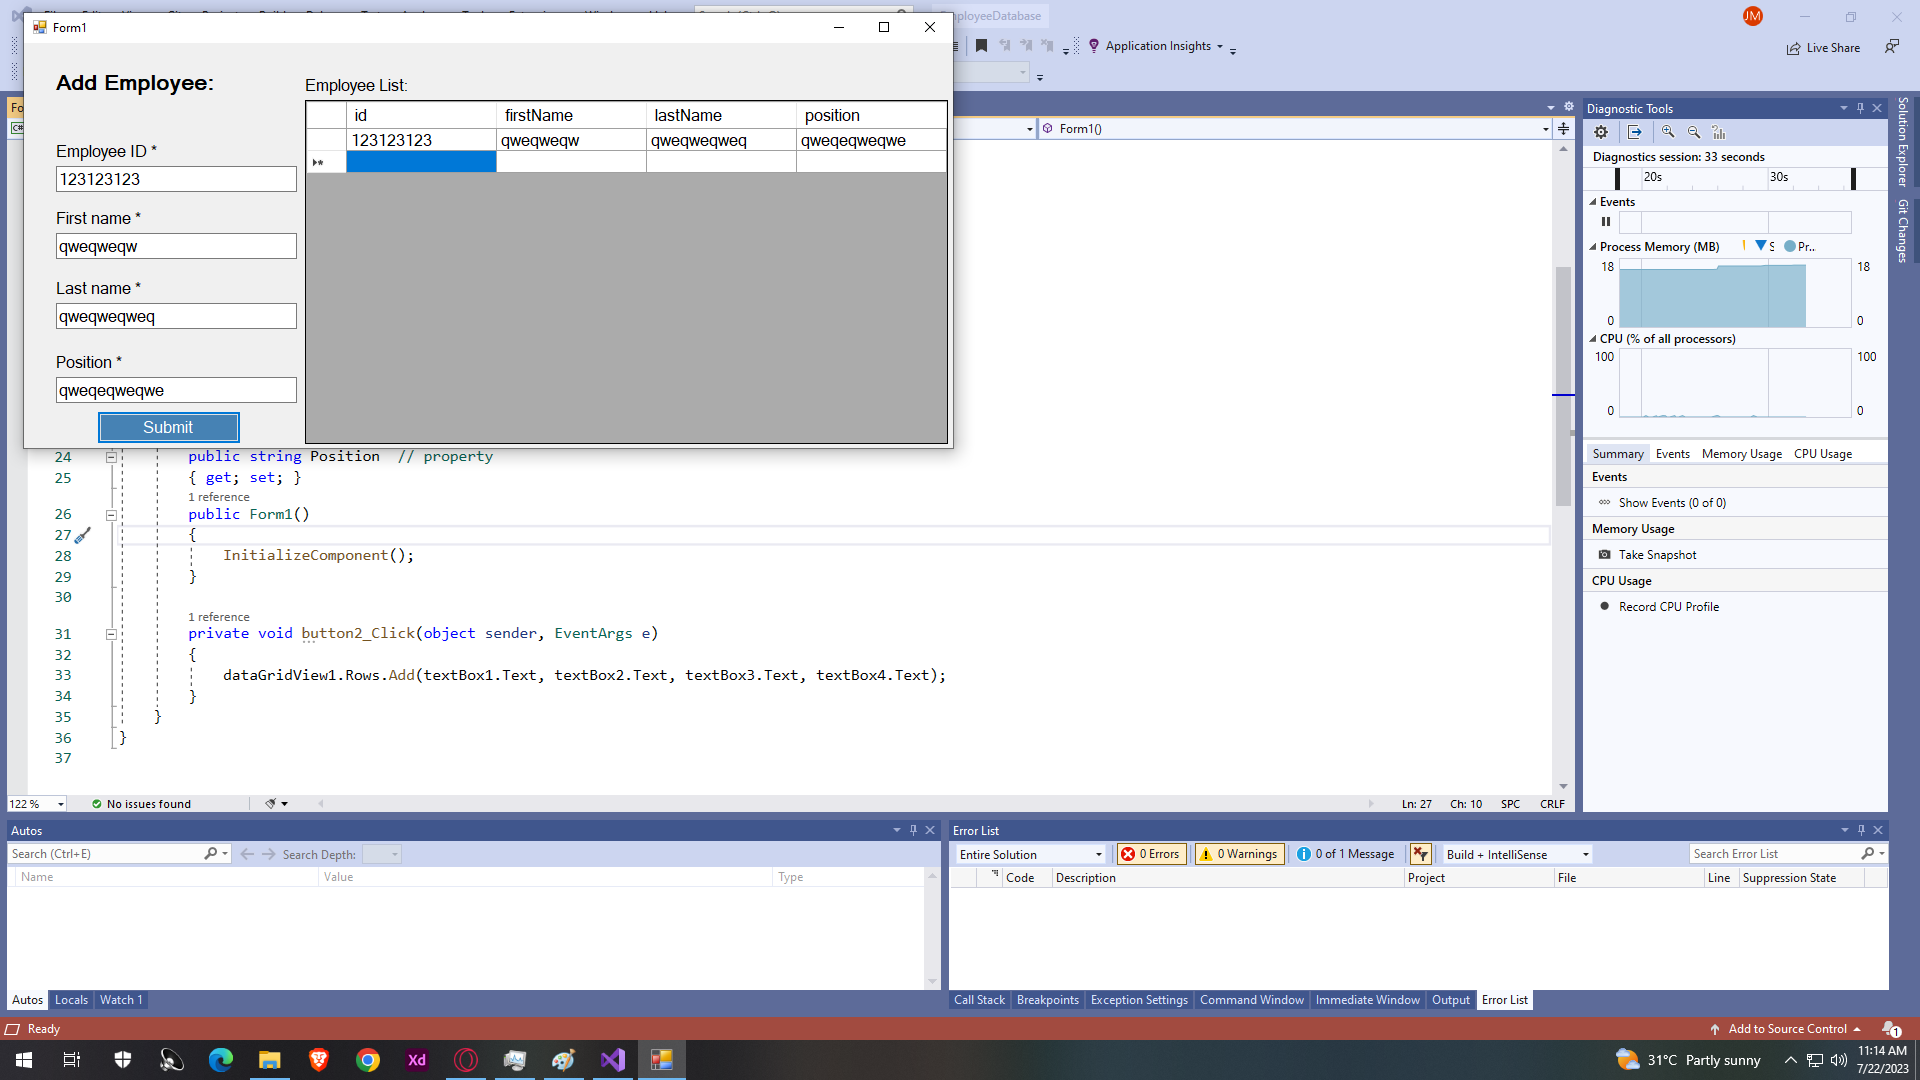 Form1
Add Employee:
Employee ID *
123123123
First name *
qweqweqw
Last name *
qweqweqweq
Position *
qweqeqweqwe
Submit
Employee List:
id firstName lastName position
123123123 qweqweqw qweqweqweq qweqeqweqwe
JM
Application Insights
Live Share
Form1()
24 public string Position // property
25 { get; set; }
1 reference
26 public Form1()
27 {
28 InitializeComponent();
29 }
30
1 reference
31 private void button2_Click(object sender, EventArgs e)
32 {
33 dataGridView1.Rows.Add(textBox1.Text, textBox2.Text, textBox3.Text, textBox4.Text);
34 }
35 }
36 }
37
122 % No issues found Ln: 27 Ch: 10 SPC CRLF
Diagnostic Tools
Diagnostics session: 33 seconds
20s 30s
Events
Process Memory (MB) S Pr...
18 18
0 0
CPU (% of all processors)
100 100
0 0
Summary Events Memory Usage CPU Usage
Events
Show Events (0 of 0)
Memory Usage
Take Snapshot
CPU Usage
Record CPU Profile
Solution Explorer
Git Changes
Autos
Search (Ctrl+E) Search Depth:
Name Value Type
Autos Locals Watch 1
Error List
Entire Solution 0 Errors 0 Warnings 0 of 1 Message Build + IntelliSense Search Error List
Code Description Project File Line Suppression State
Call Stack Breakpoints Exception Settings Command Window Immediate Window Output Error List
Ready Add to Source Control 1
Xd 31°C Partly sunny 11:14 AM
7/22/2023